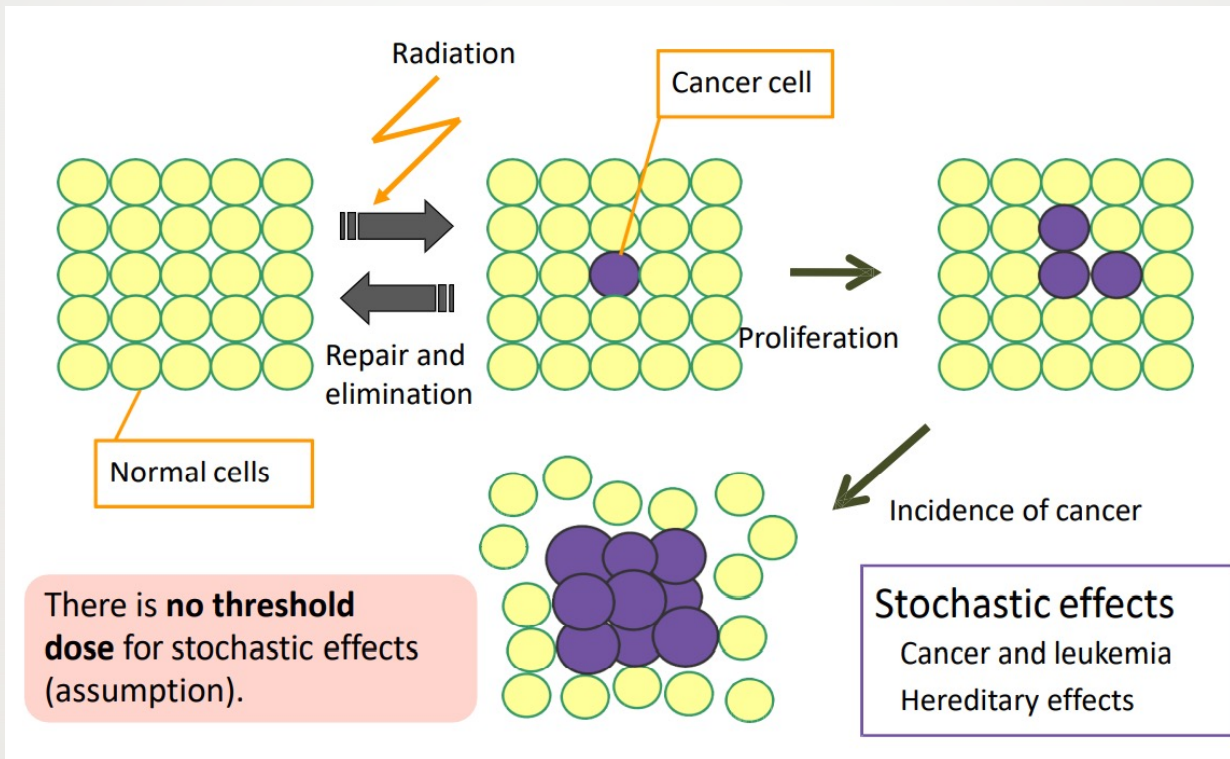 Radiation
Cancer cell
Repair and
elimination
Proliferation
Normal cells
Incidence of cancer
There is no threshold
dose for stochastic effects
(assumption).
Stochastic effects
Cancer and leukemia
Hereditary effects